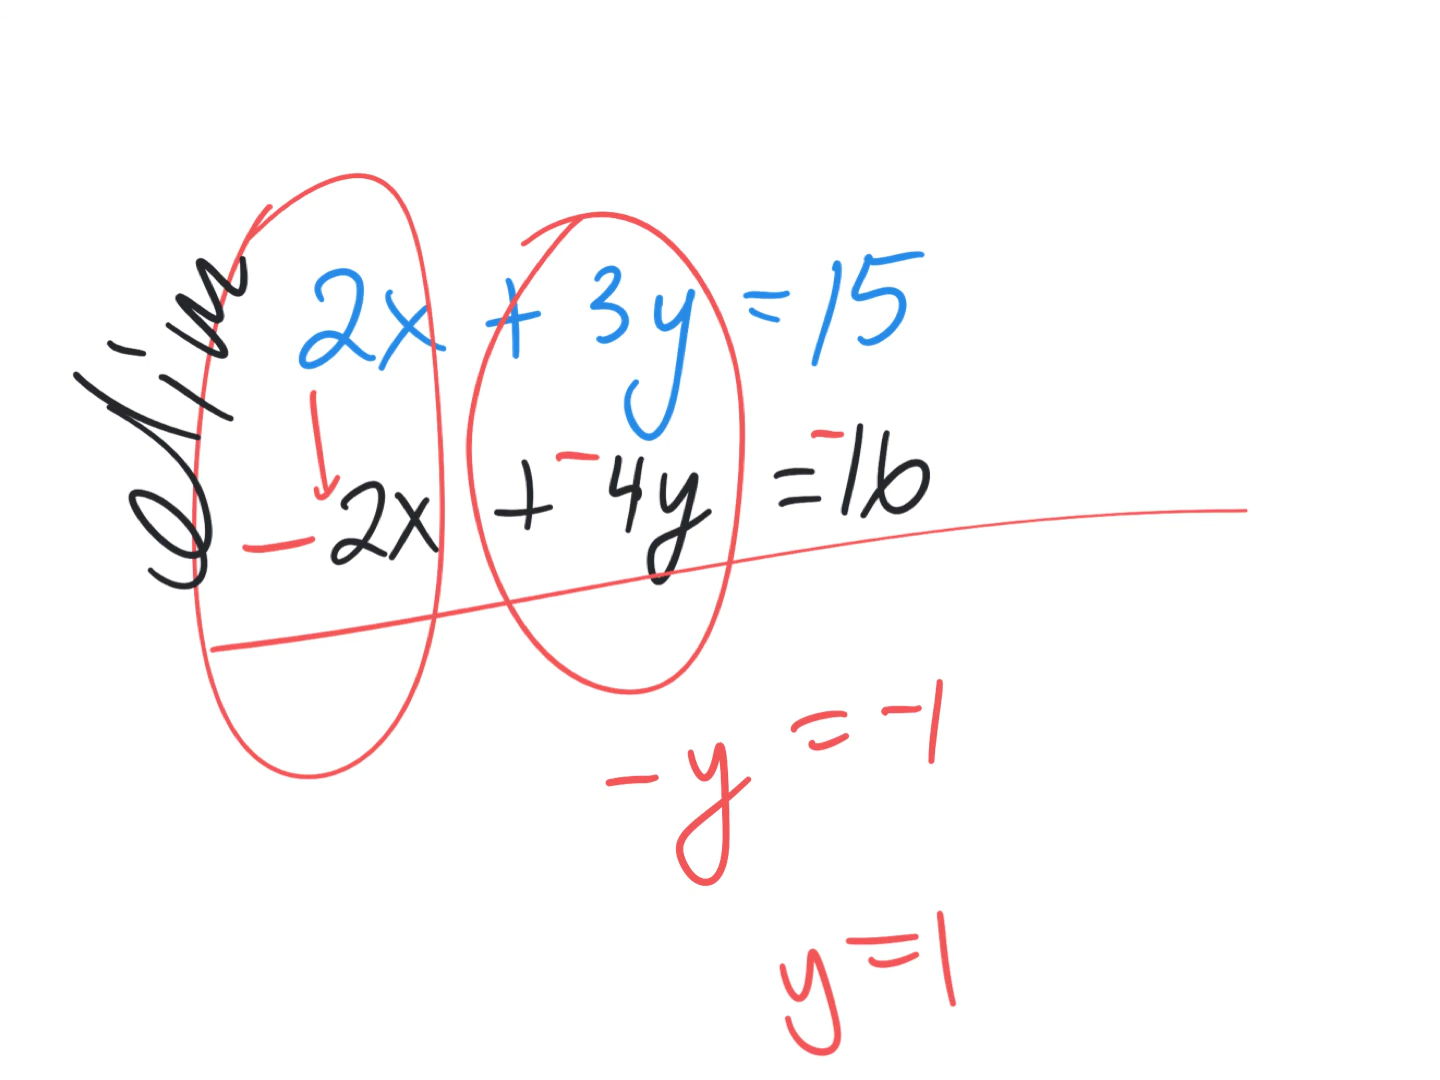 elim
2x + 3y = 15
-2x + -4y = -16
-y = -1
y = 1